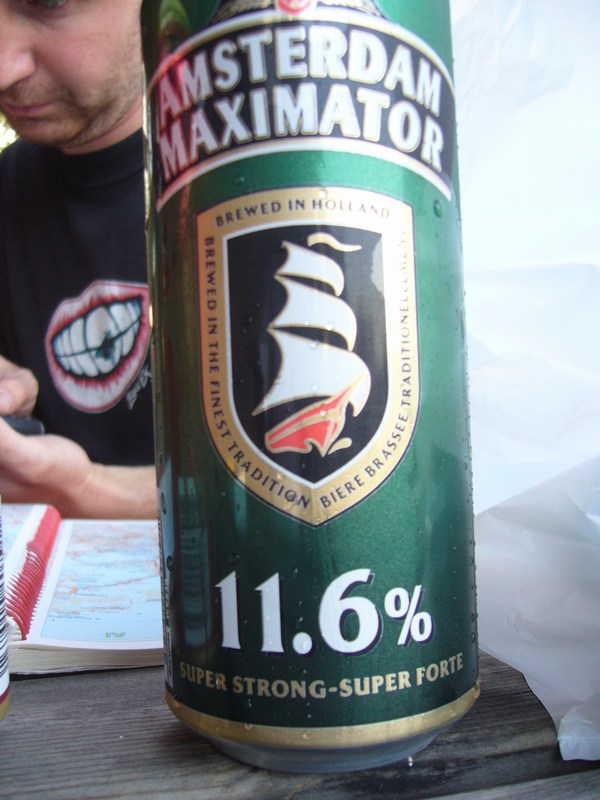 AMSTERDAM
MAXIMATOR
BREWED IN HOLLAND
BREWED IN THE FINEST TRADITION
BIERE BRASSEE TRADITIONELLEMENT
11.6%
SUPER STRONG-SUPER FORTE